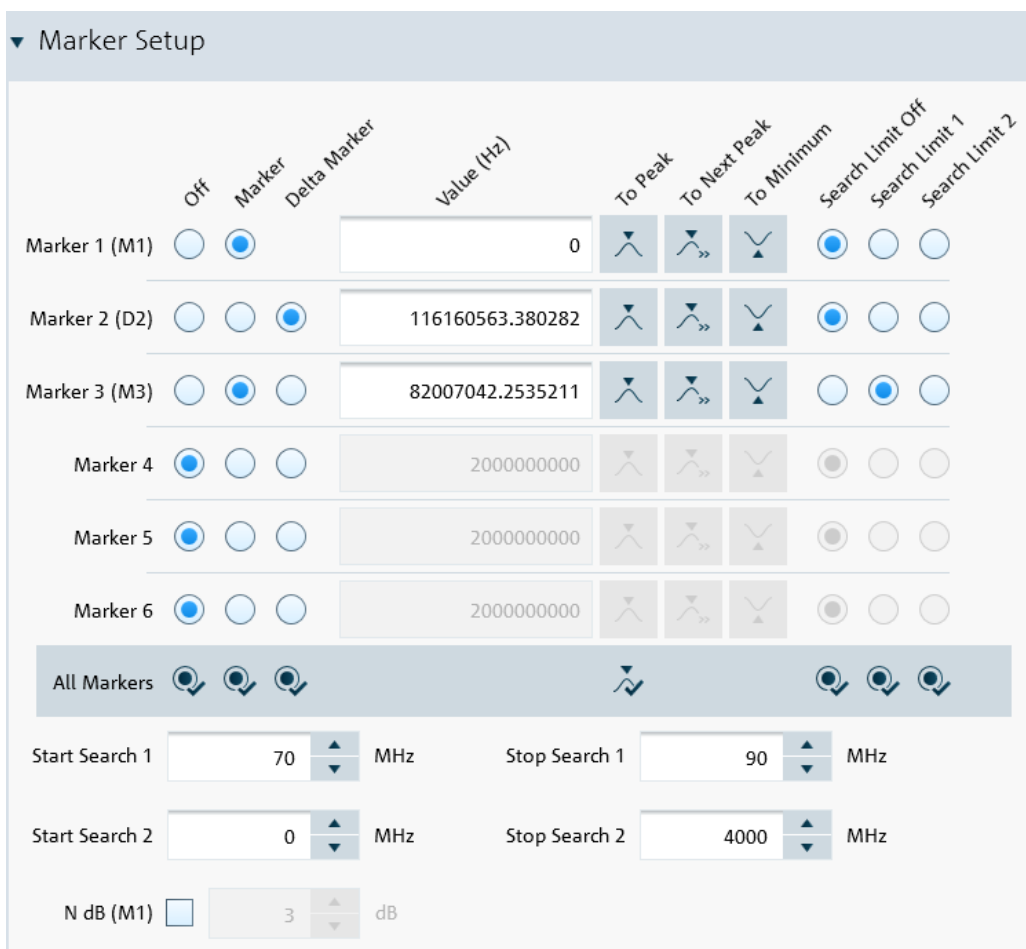 Marker Setup
Off Marker Delta Marker Value (Hz) To Peak To Next Peak To Minimum Search Limit Off Search Limit 1 Search Limit 2
Marker 1 (M1) 0
Marker 2 (D2) 116160563.380282
Marker 3 (M3) 82007042.2535211
Marker 4 2000000000
Marker 5 2000000000
Marker 6 2000000000
All Markers
Start Search 1 70 MHz Stop Search 1 90 MHz
Start Search 2 0 MHz Stop Search 2 4000 MHz
N dB (M1) 3 dB